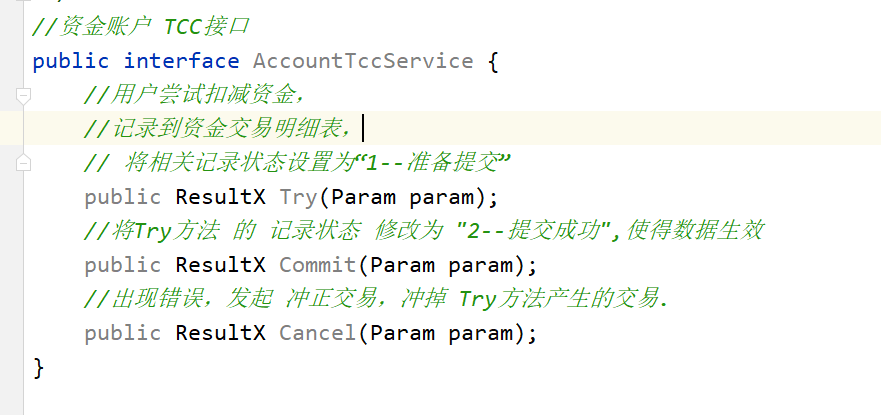 //资金账户 TCC接口
public interface AccountTccService {
//用户尝试扣减资金，
//记录到资金交易明细表，
// 将相关记录状态设置为“1--准备提交”
public ResultX Try(Param param);
//将Try方法 的 记录状态 修改为 "2--提交成功",使得数据生效
public ResultX Commit(Param param);
//出现错误，发起 冲正交易，冲掉 Try方法产生的交易.
public ResultX Cancel(Param param);
}